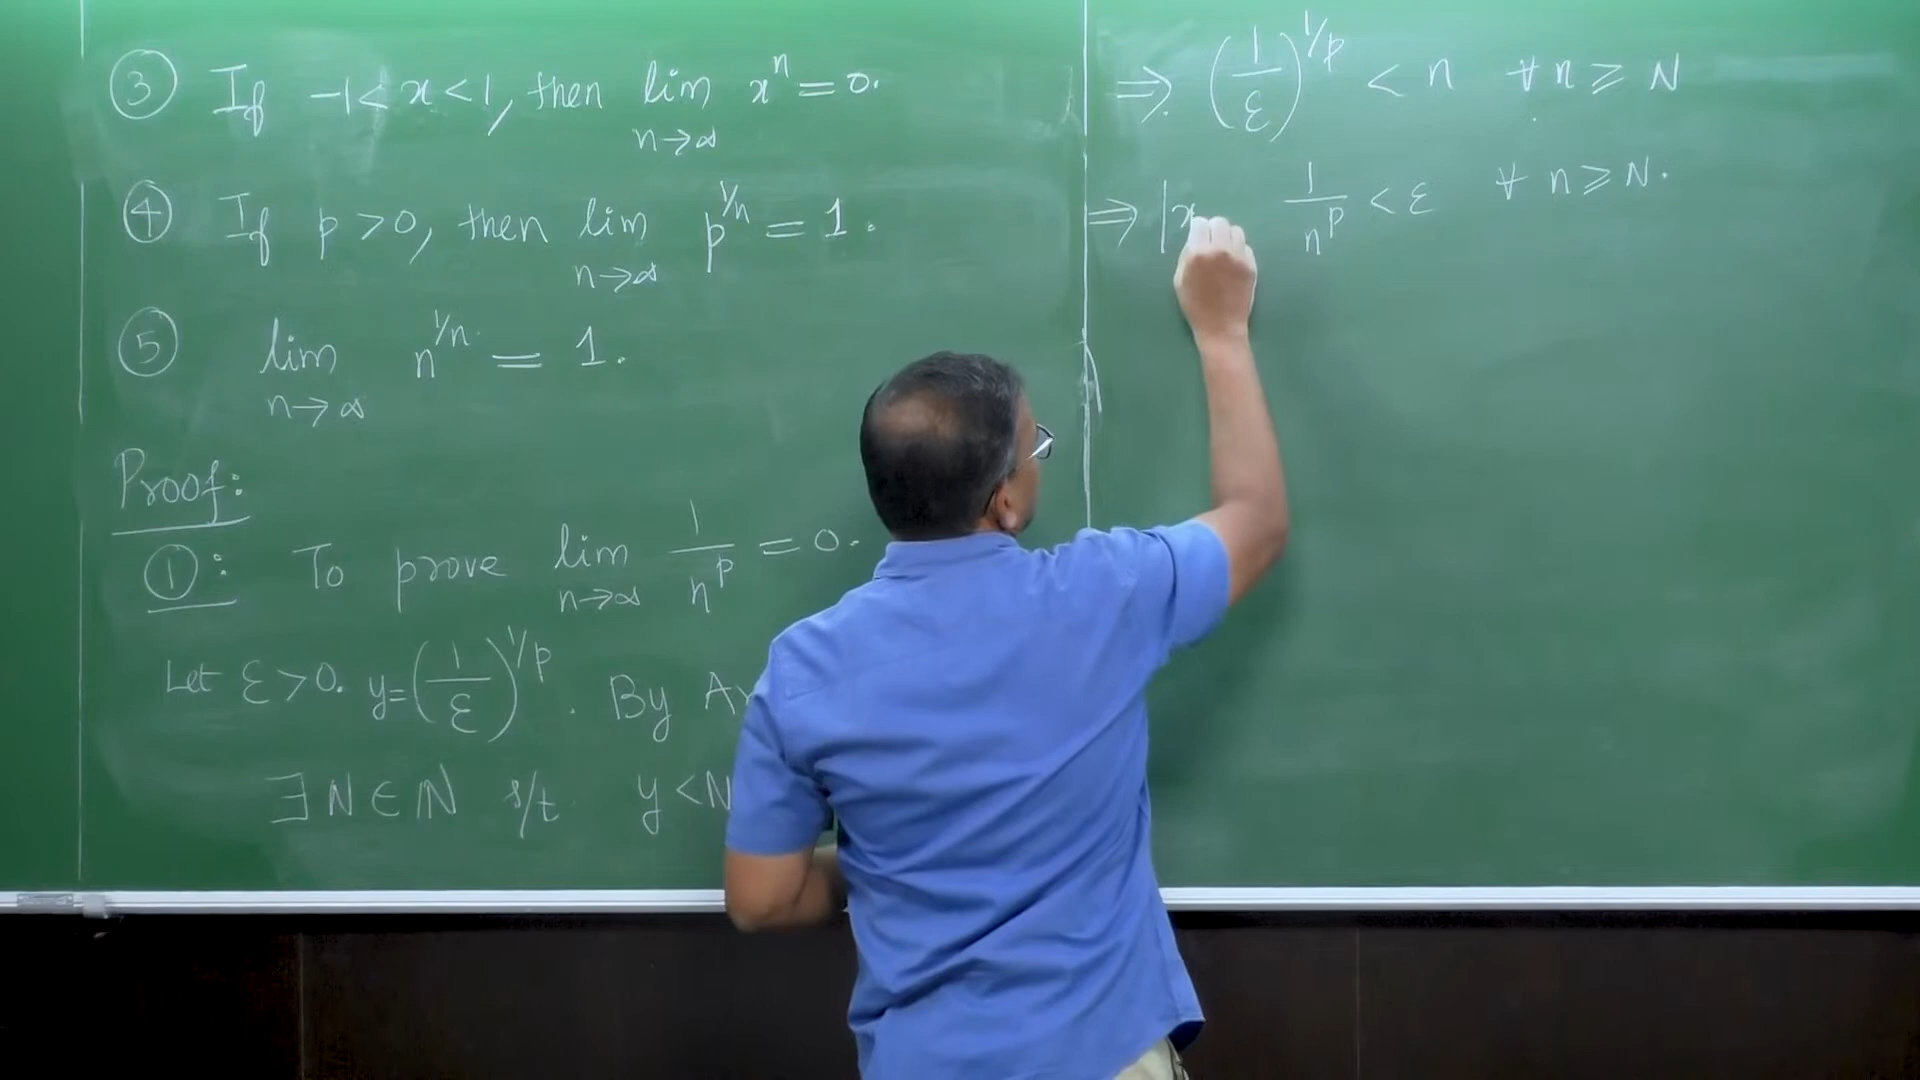 ③ If -1 < x < 1, then lim xⁿ = 0.
n→∞
④ If p > 0, then lim p^{1/n} = 1.
n→∞
⑤ lim n^{1/n} = 1.
n→∞
Proof:
①: To prove lim 1/n^p = 0.
n→∞
Let ε > 0. y = (1/ε)^{1/p}. By
∃ N ∈ ℕ s/t y < N
⇒ (1/ε)^{1/p} < n ∀ n ≥ N
⇒ |x 1/n^p < ε ∀ n ≥ N.